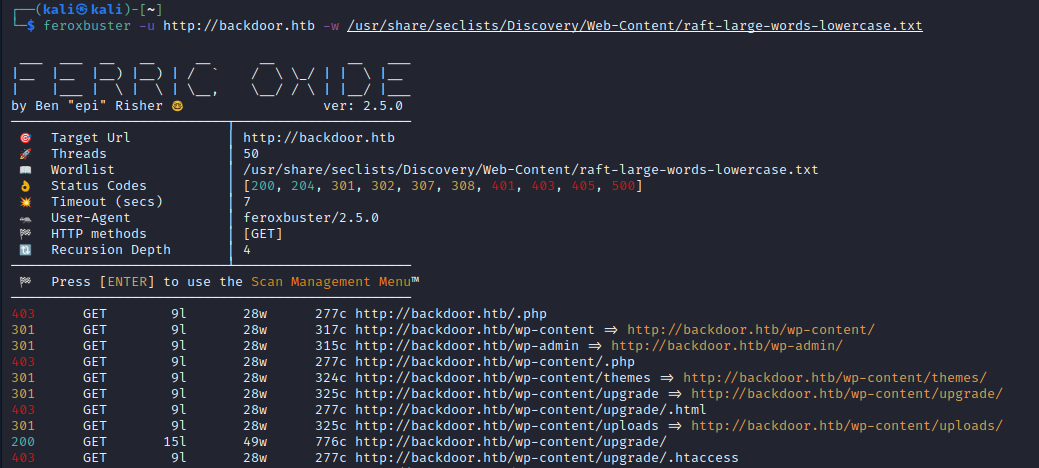 ┌──(kali㉿kali)-[~]
└─$ feroxbuster -u http://backdoor.htb -w /usr/share/seclists/Discovery/Web-Content/raft-large-words-lowercase.txt
FERRIC OXIDE
by Ben "epi" Risher 🤓 ver: 2.5.0
🎯 Target Url │ http://backdoor.htb
🚀 Threads │ 50
📖 Wordlist │ /usr/share/seclists/Discovery/Web-Content/raft-large-words-lowercase.txt
👌 Status Codes │ [200, 204, 301, 302, 307, 308, 401, 403, 405, 500]
💥 Timeout (secs) │ 7
🦡 User-Agent │ feroxbuster/2.5.0
🏁 HTTP methods │ [GET]
🔃 Recursion Depth │ 4
🏁 Press [ENTER] to use the Scan Management Menu™
403 GET 9l 28w 277c http://backdoor.htb/.php
301 GET 9l 28w 317c http://backdoor.htb/wp-content => http://backdoor.htb/wp-content/
301 GET 9l 28w 315c http://backdoor.htb/wp-admin => http://backdoor.htb/wp-admin/
403 GET 9l 28w 277c http://backdoor.htb/wp-content/.php
301 GET 9l 28w 324c http://backdoor.htb/wp-content/themes => http://backdoor.htb/wp-content/themes/
301 GET 9l 28w 325c http://backdoor.htb/wp-content/upgrade => http://backdoor.htb/wp-content/upgrade/
403 GET 9l 28w 277c http://backdoor.htb/wp-content/upgrade/.html
301 GET 9l 28w 325c http://backdoor.htb/wp-content/uploads => http://backdoor.htb/wp-content/uploads/
200 GET 15l 49w 776c http://backdoor.htb/wp-content/upgrade/
403 GET 9l 28w 277c http://backdoor.htb/wp-content/upgrade/.htaccess